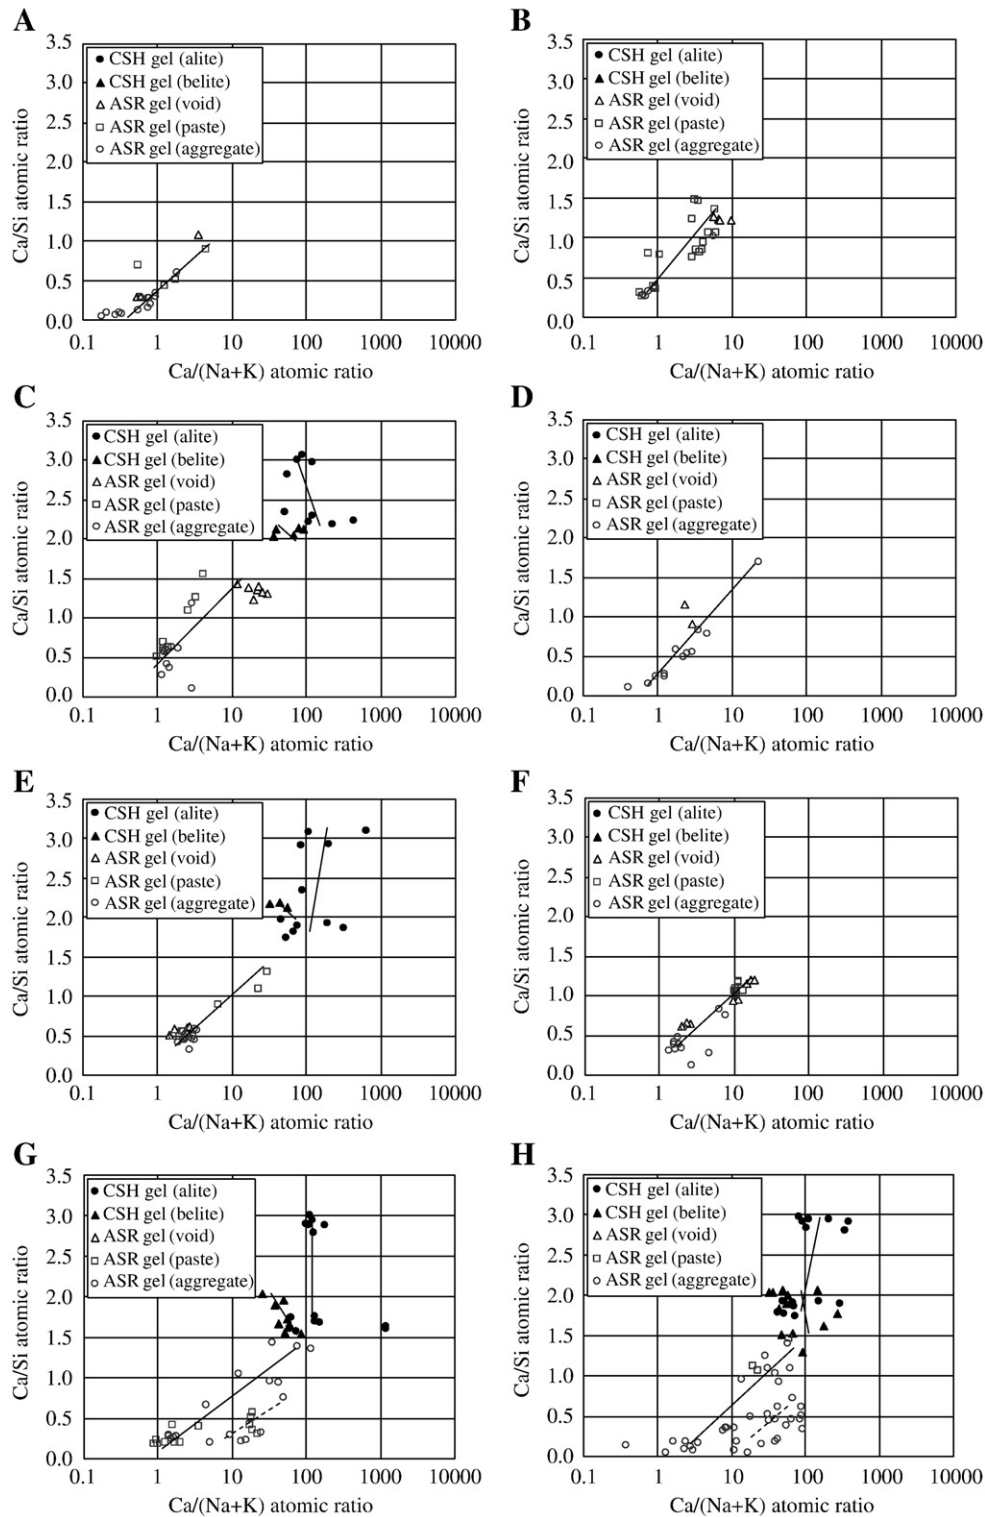 A
Ca/Si atomic ratio
3.5
3.0
2.5
2.0
1.5
1.0
0.5
0.0
CSH gel (alite)
CSH gel (belite)
ASR gel (void)
ASR gel (paste)
ASR gel (aggregate)
0.1 1 10 100 1000 10000
Ca/(Na+K) atomic ratio
B
Ca/Si atomic ratio
3.5
3.0
2.5
2.0
1.5
1.0
0.5
0.0
CSH gel (alite)
CSH gel (belite)
ASR gel (void)
ASR gel (paste)
ASR gel (aggregate)
0.1 1 10 100 1000 10000
Ca/(Na+K) atomic ratio
C
Ca/Si atomic ratio
3.5
3.0
2.5
2.0
1.5
1.0
0.5
0.0
CSH gel (alite)
CSH gel (belite)
ASR gel (void)
ASR gel (paste)
ASR gel (aggregate)
0.1 1 10 100 1000 10000
Ca/(Na+K) atomic ratio
D
Ca/Si atomic ratio
3.5
3.0
2.5
2.0
1.5
1.0
0.5
0.0
CSH gel (alite)
CSH gel (belite)
ASR gel (void)
ASR gel (paste)
ASR gel (aggregate)
0.1 1 10 100 1000 10000
Ca/(Na+K) atomic ratio
E
Ca/Si atomic ratio
3.5
3.0
2.5
2.0
1.5
1.0
0.5
0.0
CSH gel (alite)
CSH gel (belite)
ASR gel (void)
ASR gel (paste)
ASR gel (aggregate)
0.1 1 10 100 1000 10000
Ca/(Na+K) atomic ratio
F
Ca/Si atomic ratio
3.5
3.0
2.5
2.0
1.5
1.0
0.5
0.0
CSH gel (alite)
CSH gel (belite)
ASR gel (void)
ASR gel (paste)
ASR gel (aggregate)
0.1 1 10 100 1000 10000
Ca/(Na+K) atomic ratio
G
Ca/Si atomic ratio
3.5
3.0
2.5
2.0
1.5
1.0
0.5
0.0
CSH gel (alite)
CSH gel (belite)
ASR gel (void)
ASR gel (paste)
ASR gel (aggregate)
0.1 1 10 100 1000 10000
Ca/(Na+K) atomic ratio
H
Ca/Si atomic ratio
3.5
3.0
2.5
2.0
1.5
1.0
0.5
0.0
CSH gel (alite)
CSH gel (belite)
ASR gel (void)
ASR gel (paste)
ASR gel (aggregate)
0.1 1 10 100 1000 10000
Ca/(Na+K) atomic ratio